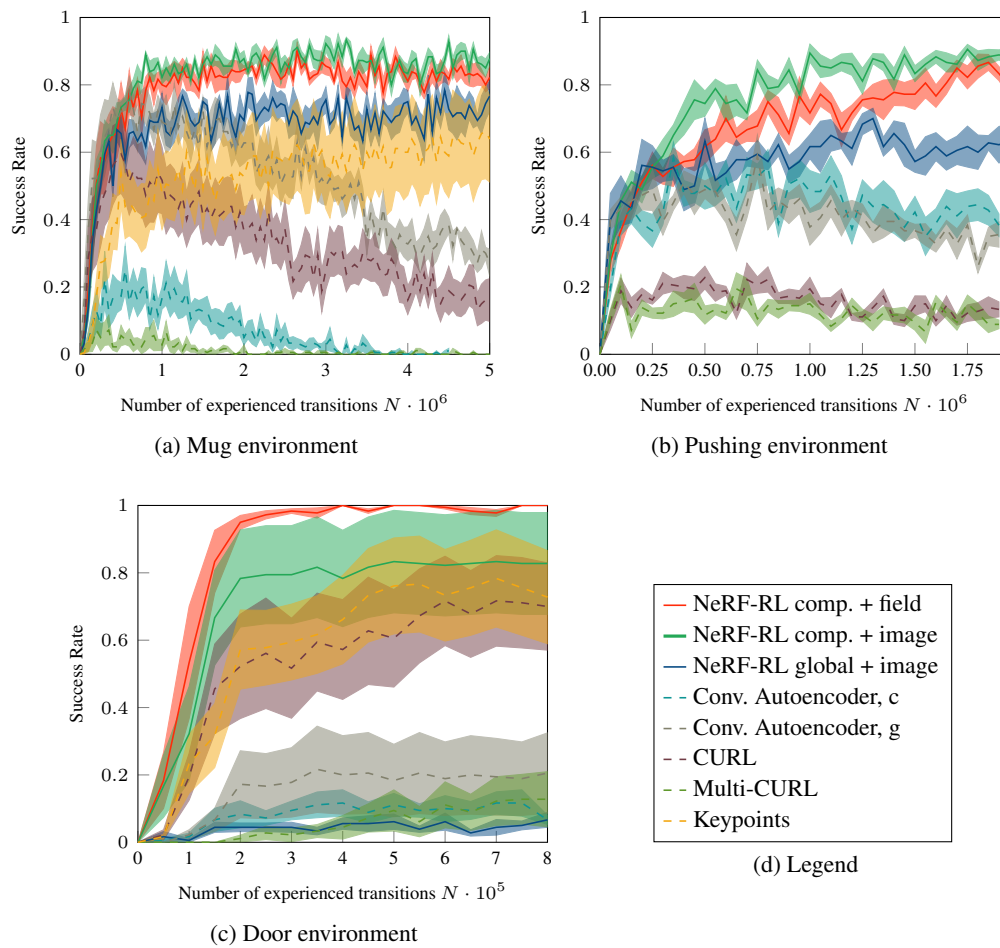 1
0.8
0.6
0.4
0.2
0
Success Rate
0 1 2 3 4 5
Number of experienced transitions N · 10^6
(a) Mug environment
1
0.8
0.6
0.4
0.2
0
Success Rate
0.00 0.25 0.50 0.75 1.00 1.25 1.50 1.75
Number of experienced transitions N · 10^6
(b) Pushing environment
1
0.8
0.6
0.4
0.2
0
Success Rate
0 1 2 3 4 5 6 7 8
Number of experienced transitions N · 10^5
(c) Door environment
NeRF-RL comp. + field
NeRF-RL comp. + image
NeRF-RL global + image
Conv. Autoencoder, c
Conv. Autoencoder, g
CURL
Multi-CURL
Keypoints
(d) Legend